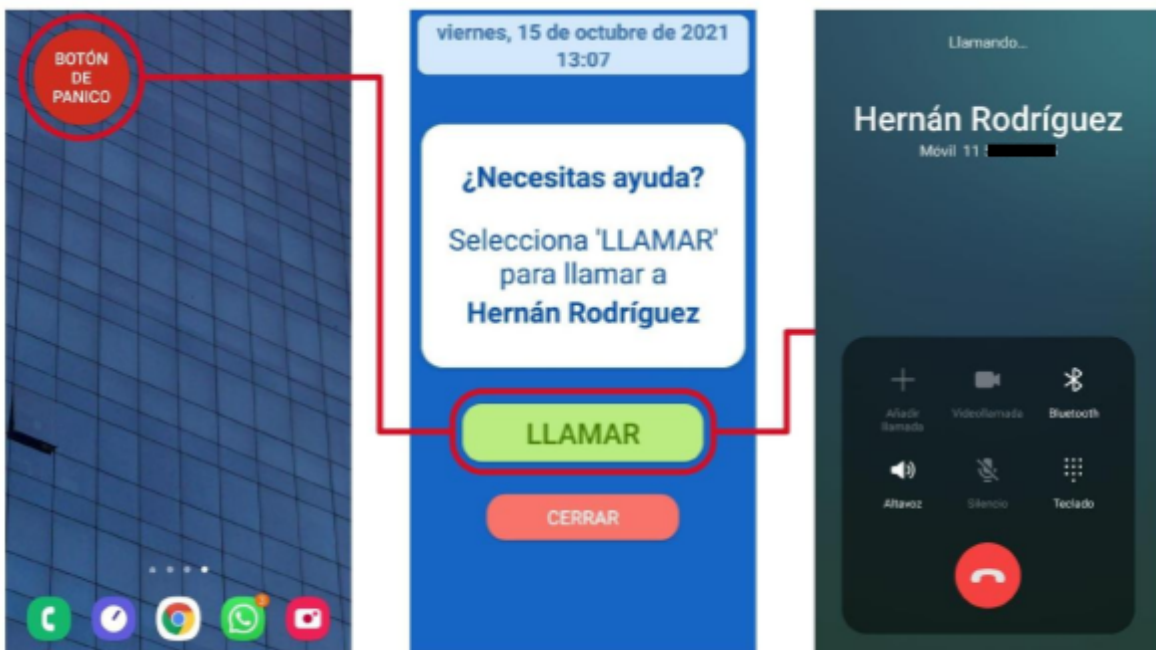 BOTÓN
DE
PANICO
viernes, 15 de octubre de 2021
13:07
¿Necesitas ayuda?
Selecciona 'LLAMAR'
para llamar a
Hernán Rodríguez
LLAMAR
CERRAR
Llamando...
Hernán Rodríguez
Móvil 11
Añadir
llamada
Videollamada
Bluetooth
Altavoz
Silencio
Teclado